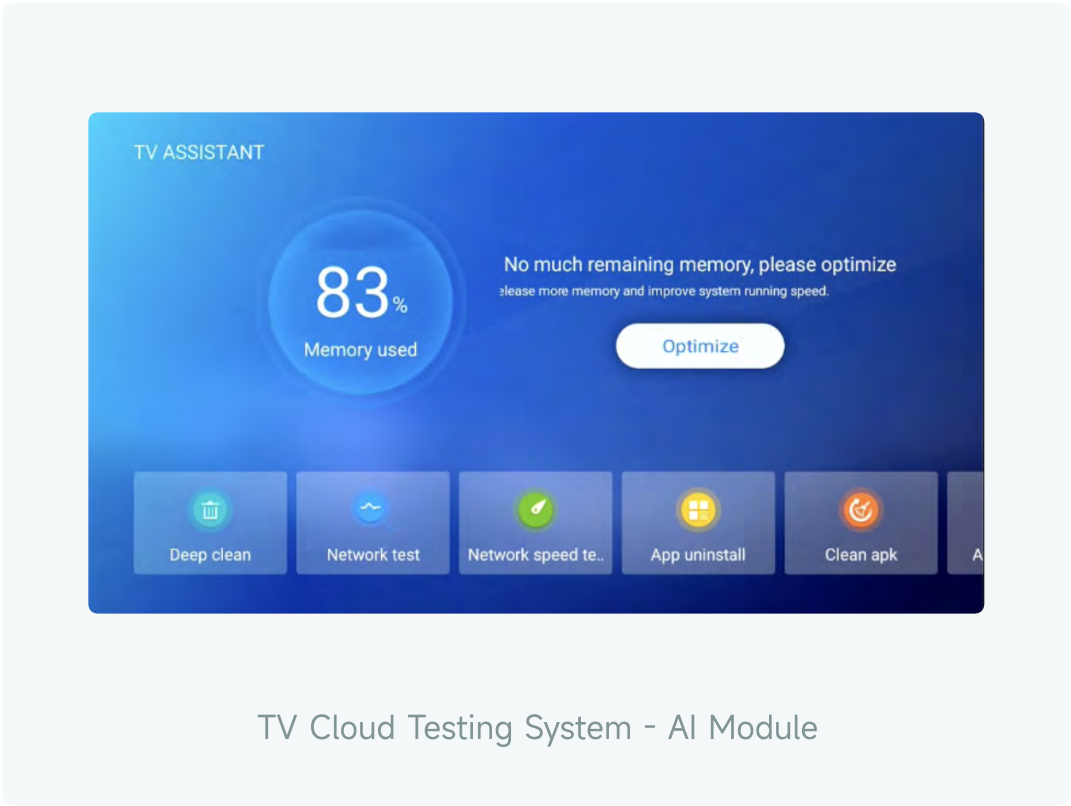 TV ASSISTANT
83%
Memory used
No much remaining memory, please optimize
elease more memory and improve system running speed.
Optimize
Deep clean
Network test
Network speed te..
App uninstall
Clean apk
A
TV Cloud Testing System - AI Module